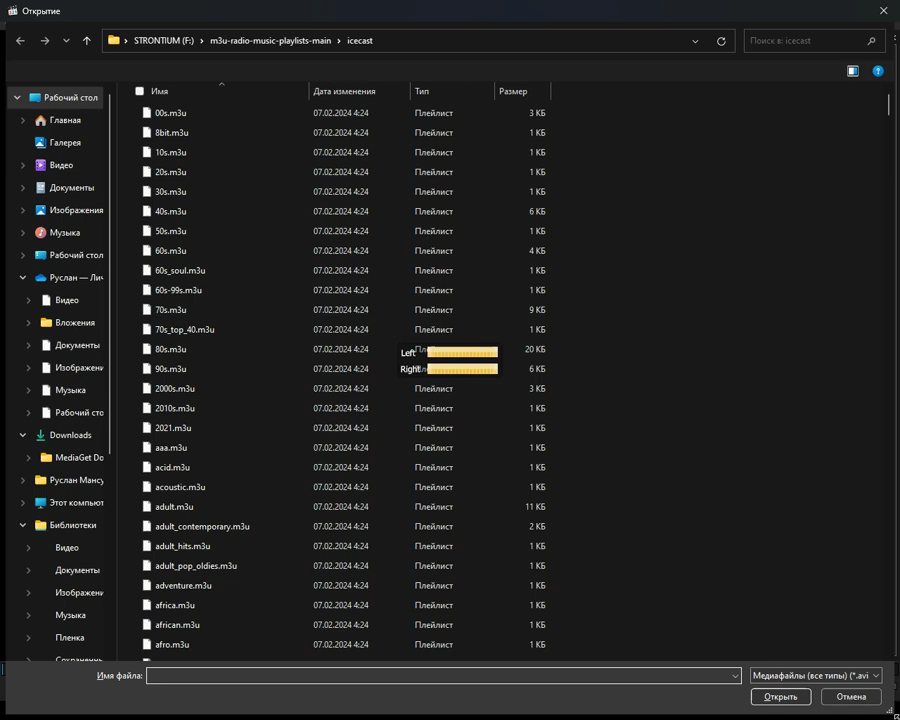 Открытие
STRONTIUM (F:) › m3u-radio-music-playlists-main › icecast
Поиск в: icecast
Имя Дата изменения Тип Размер
Рабочий стол
Главная
Галерея
Видео
Документы
Изображения
Музыка
Рабочий стол
Руслан — Лич
Видео
Вложения
Документы
Изображени
Музыка
Рабочий сто
Downloads
MediaGet Do
Руслан Мансу
Этот компьют
Библиотеки
Видео
Документы
Изображени
Музыка
Пленка
Сохраненны
00s.m3u 07.02.2024 4:24 Плейлист 3 КБ
8bit.m3u 07.02.2024 4:24 Плейлист 1 КБ
10s.m3u 07.02.2024 4:24 Плейлист 1 КБ
20s.m3u 07.02.2024 4:24 Плейлист 1 КБ
30s.m3u 07.02.2024 4:24 Плейлист 1 КБ
40s.m3u 07.02.2024 4:24 Плейлист 6 КБ
50s.m3u 07.02.2024 4:24 Плейлист 1 КБ
60s.m3u 07.02.2024 4:24 Плейлист 4 КБ
60s_soul.m3u 07.02.2024 4:24 Плейлист 1 КБ
60s-99s.m3u 07.02.2024 4:24 Плейлист 1 КБ
70s.m3u 07.02.2024 4:24 Плейлист 9 КБ
70s_top_40.m3u 07.02.2024 4:24 Плейлист 1 КБ
80s.m3u 07.02.2024 4:24 20 КБ
90s.m3u 07.02.2024 4:24 6 КБ
Left
Right
2000s.m3u 07.02.2024 4:24 Плейлист 3 КБ
2010s.m3u 07.02.2024 4:24 Плейлист 1 КБ
2021.m3u 07.02.2024 4:24 Плейлист 1 КБ
aaa.m3u 07.02.2024 4:24 Плейлист 1 КБ
acid.m3u 07.02.2024 4:24 Плейлист 1 КБ
acoustic.m3u 07.02.2024 4:24 Плейлист 1 КБ
adult.m3u 07.02.2024 4:24 Плейлист 11 КБ
adult_contemporary.m3u 07.02.2024 4:24 Плейлист 2 КБ
adult_hits.m3u 07.02.2024 4:24 Плейлист 1 КБ
adult_pop_oldies.m3u 07.02.2024 4:24 Плейлист 1 КБ
adventure.m3u 07.02.2024 4:24 Плейлист 1 КБ
africa.m3u 07.02.2024 4:24 Плейлист 1 КБ
african.m3u 07.02.2024 4:24 Плейлист 1 КБ
afro.m3u 07.02.2024 4:24 Плейлист 1 КБ
Имя файла:
Медиафайлы (все типы) (*.avi
Открыть
Отмена